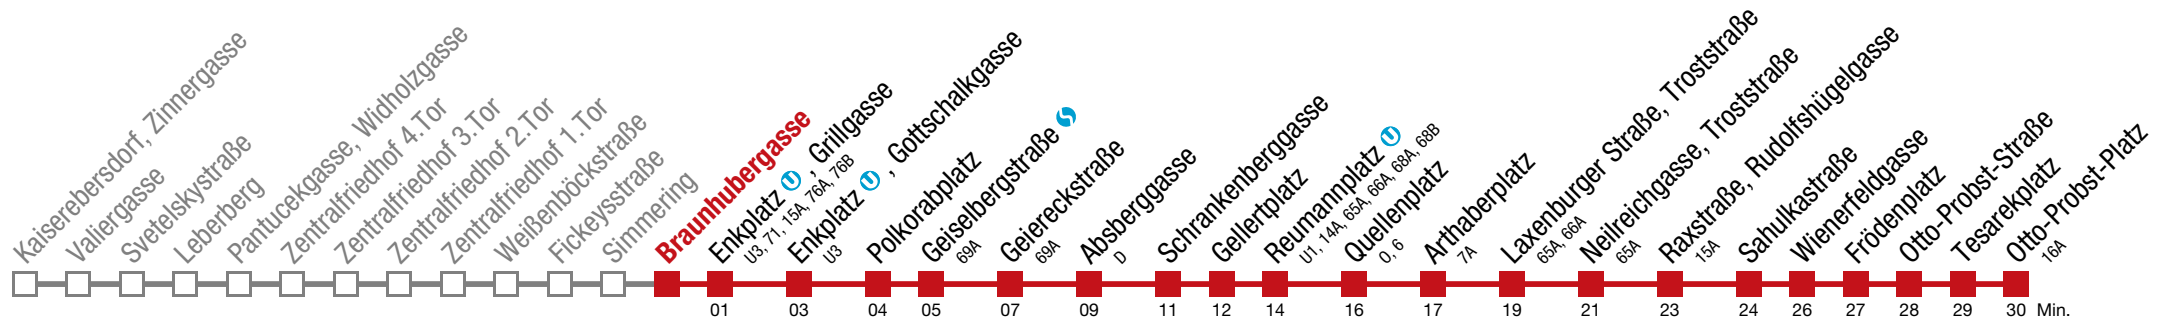 Kaiserebersdorf, Zinnergasse
Valiergasse
Svetelskystraße
Leberberg
Pantucekgasse, Widholzgasse
Zentralfriedhof 4.Tor
Zentralfriedhof 3.Tor
Zentralfriedhof 2.Tor
Zentralfriedhof 1.Tor
Weißenböckstraße
Fickeysstraße
Simmering
Braunhubergasse
Enkplatz U , Grillgasse
U3, 71, 15A, 76A, 76B
Enkplatz U , Gottschalkgasse
U3
Polkorabplatz
Geiselbergstraße S
69A
Geiereckstraße
69A
Absberggasse
D
Schrankenberggasse
Gellertplatz
Reumannplatz U
U1, 14A, 65A, 66A, 68A, 68B
Quellenplatz
O, 6
Arthaberplatz
7A
Laxenburger Straße, Troststraße
65A, 66A
Neilreichgasse, Troststraße
65A
Raxstraße, Rudolfshügelgasse
15A
Sahulkastraße
Wienerfeldgasse
Frödenplatz
Otto-Probst-Straße
Tesarekplatz
Otto-Probst-Platz
16A
01 03 04 05 07 09 11 12 14 16 17 19 21 23 24 26 27 28 29 30 Min.